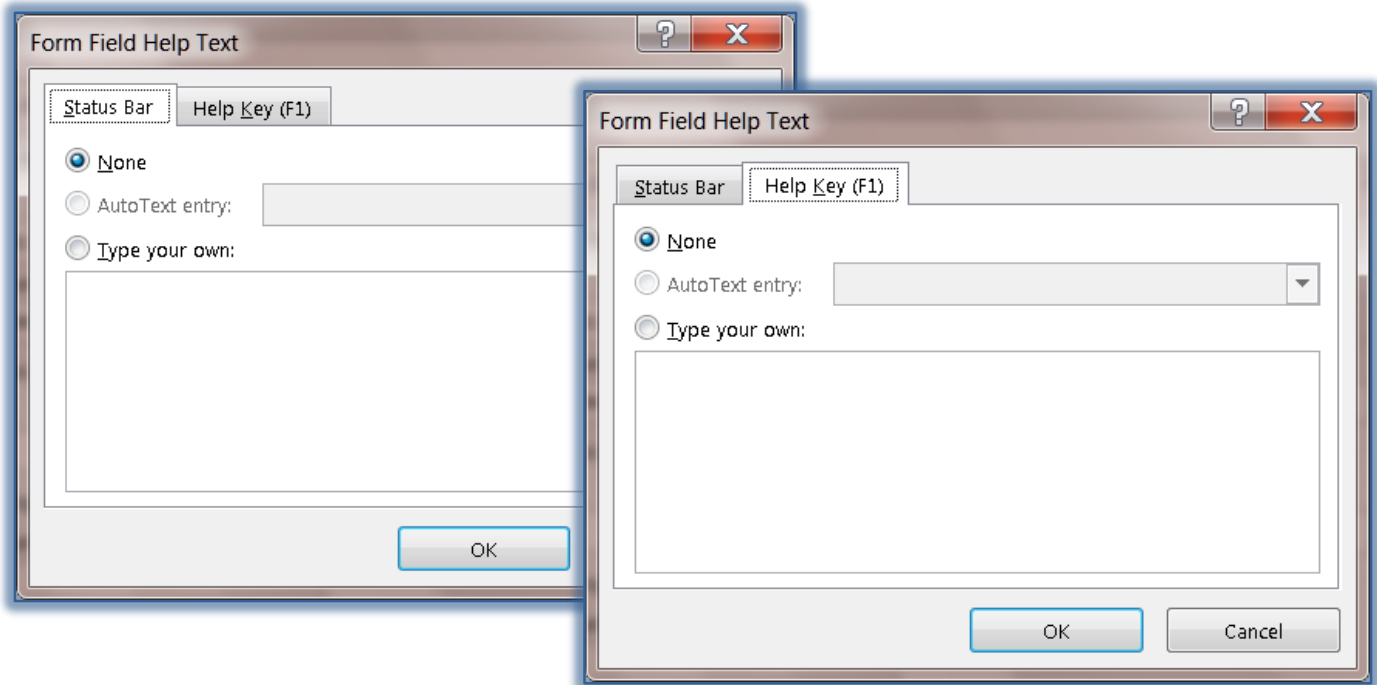 Form Field Help Text
Status Bar
Help Key (F1)
None
AutoText entry:
Type your own:
OK
Form Field Help Text
Status Bar
Help Key (F1)
None
AutoText entry:
Type your own:
OK
Cancel